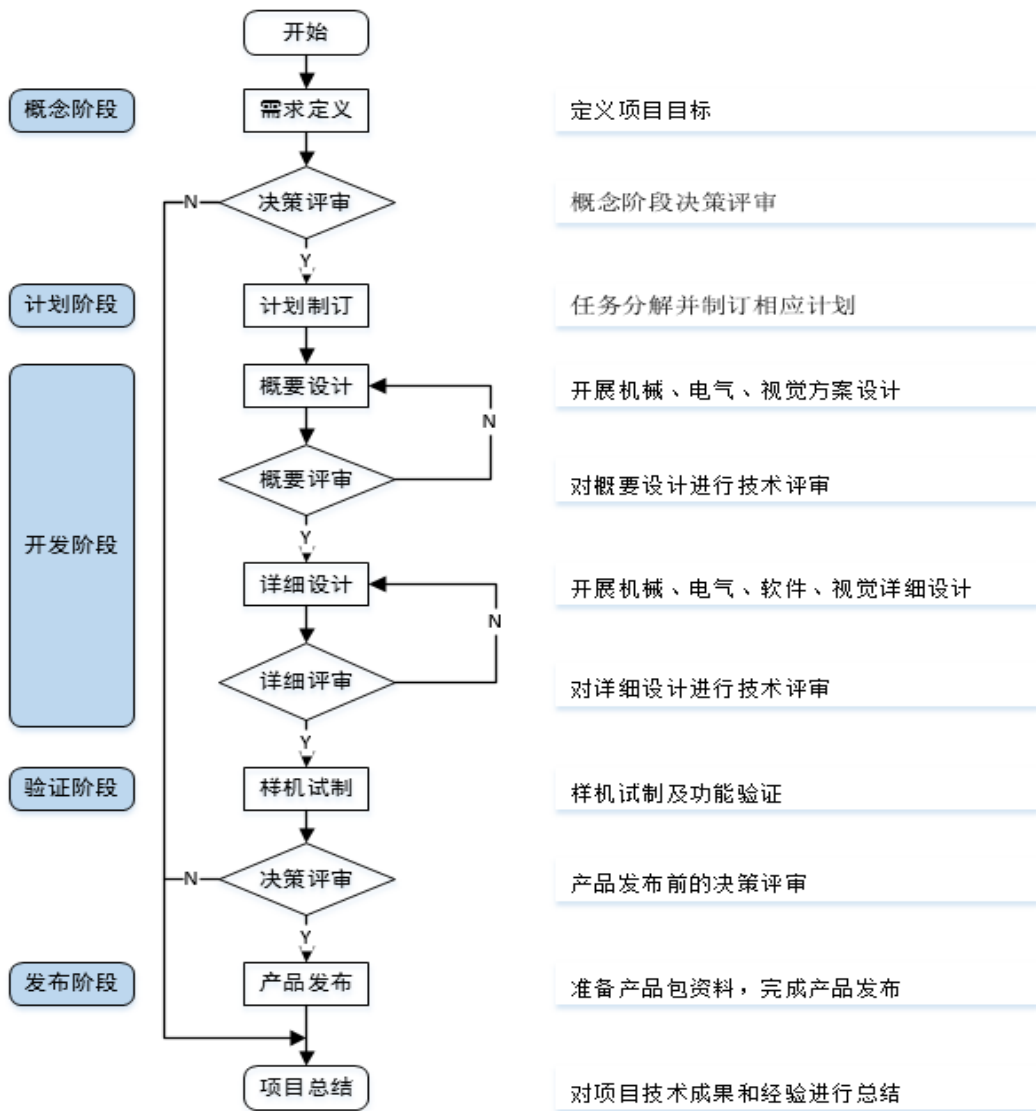 开始
概念阶段
需求定义
定义项目目标
N
决策评审
概念阶段决策评审
Y
计划阶段
计划制订
任务分解并制订相应计划
概要设计
开展机械、电气、视觉方案设计
N
概要评审
对概要设计进行技术评审
Y
开发阶段
详细设计
开展机械、电气、软件、视觉详细设计
N
详细评审
对详细设计进行技术评审
Y
验证阶段
样机试制
样机试制及功能验证
N
决策评审
产品发布前的决策评审
Y
发布阶段
产品发布
准备产品包资料，完成产品发布
项目总结
对项目技术成果和经验进行总结